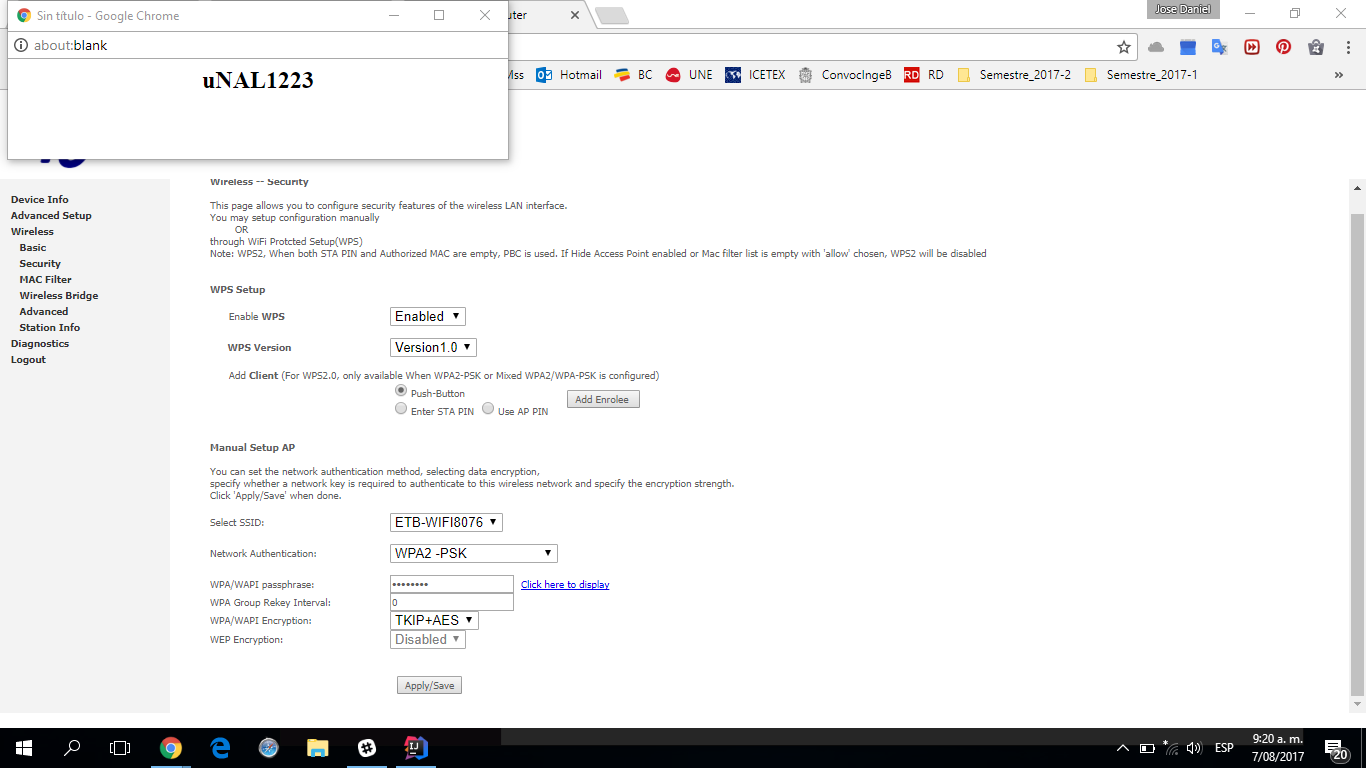 Sin título - Google Chrome
about:blank
uNAL1223
uter
Jose Daniel
Mss
Hotmail
BC
UNE
ICETEX
ConvocIngeB
RD
RD
Semestre_2017-2
Semestre_2017-1
»
Device Info
Advanced Setup
Wireless
Basic
Security
MAC Filter
Wireless Bridge
Advanced
Station Info
Diagnostics
Logout
Wireless -- Security
This page allows you to configure security features of the wireless LAN interface.
You may setup configuration manually
OR
through WiFi Protcted Setup(WPS)
Note: WPS2, When both STA PIN and Authorized MAC are empty, PBC is used. If Hide Access Point enabled or Mac filter list is empty with 'allow' chosen, WPS2 will be disabled
WPS Setup
Enable WPS Enabled
WPS Version Version1.0
Add Client (For WPS2.0, only available When WPA2-PSK or Mixed WPA2/WPA-PSK is configured)
Push-Button
Enter STA PIN Use AP PIN
Add Enrolee
Manual Setup AP
You can set the network authentication method, selecting data encryption,
specify whether a network key is required to authenticate to this wireless network and specify the encryption strength.
Click 'Apply/Save' when done.
Select SSID: ETB-WIFI8076
Network Authentication: WPA2 -PSK
WPA/WAPI passphrase: •••••••• Click here to display
WPA Group Rekey Interval: 0
WPA/WAPI Encryption: TKIP+AES
WEP Encryption: Disabled
Apply/Save
ESP
9:20 a. m.
7/08/2017
20